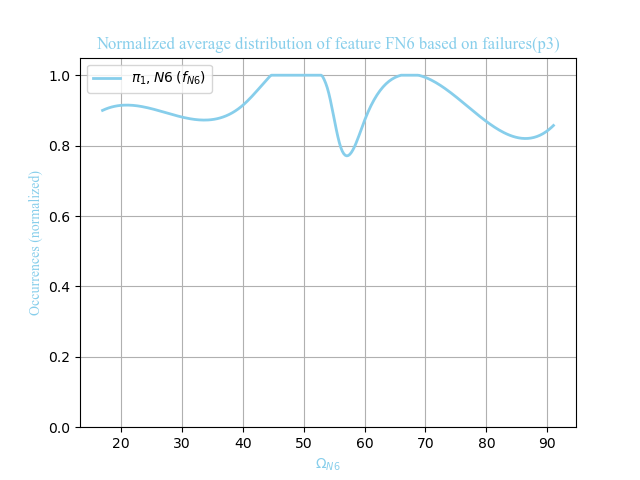 Normalized average distribution of feature FN6 based on failures(p3)
π₁, N6 (f_N6)
Occurrences (normalized)
1.0
0.8
0.6
0.4
0.2
0.0
20 30 40 50 60 70 80 90
Ω_N6